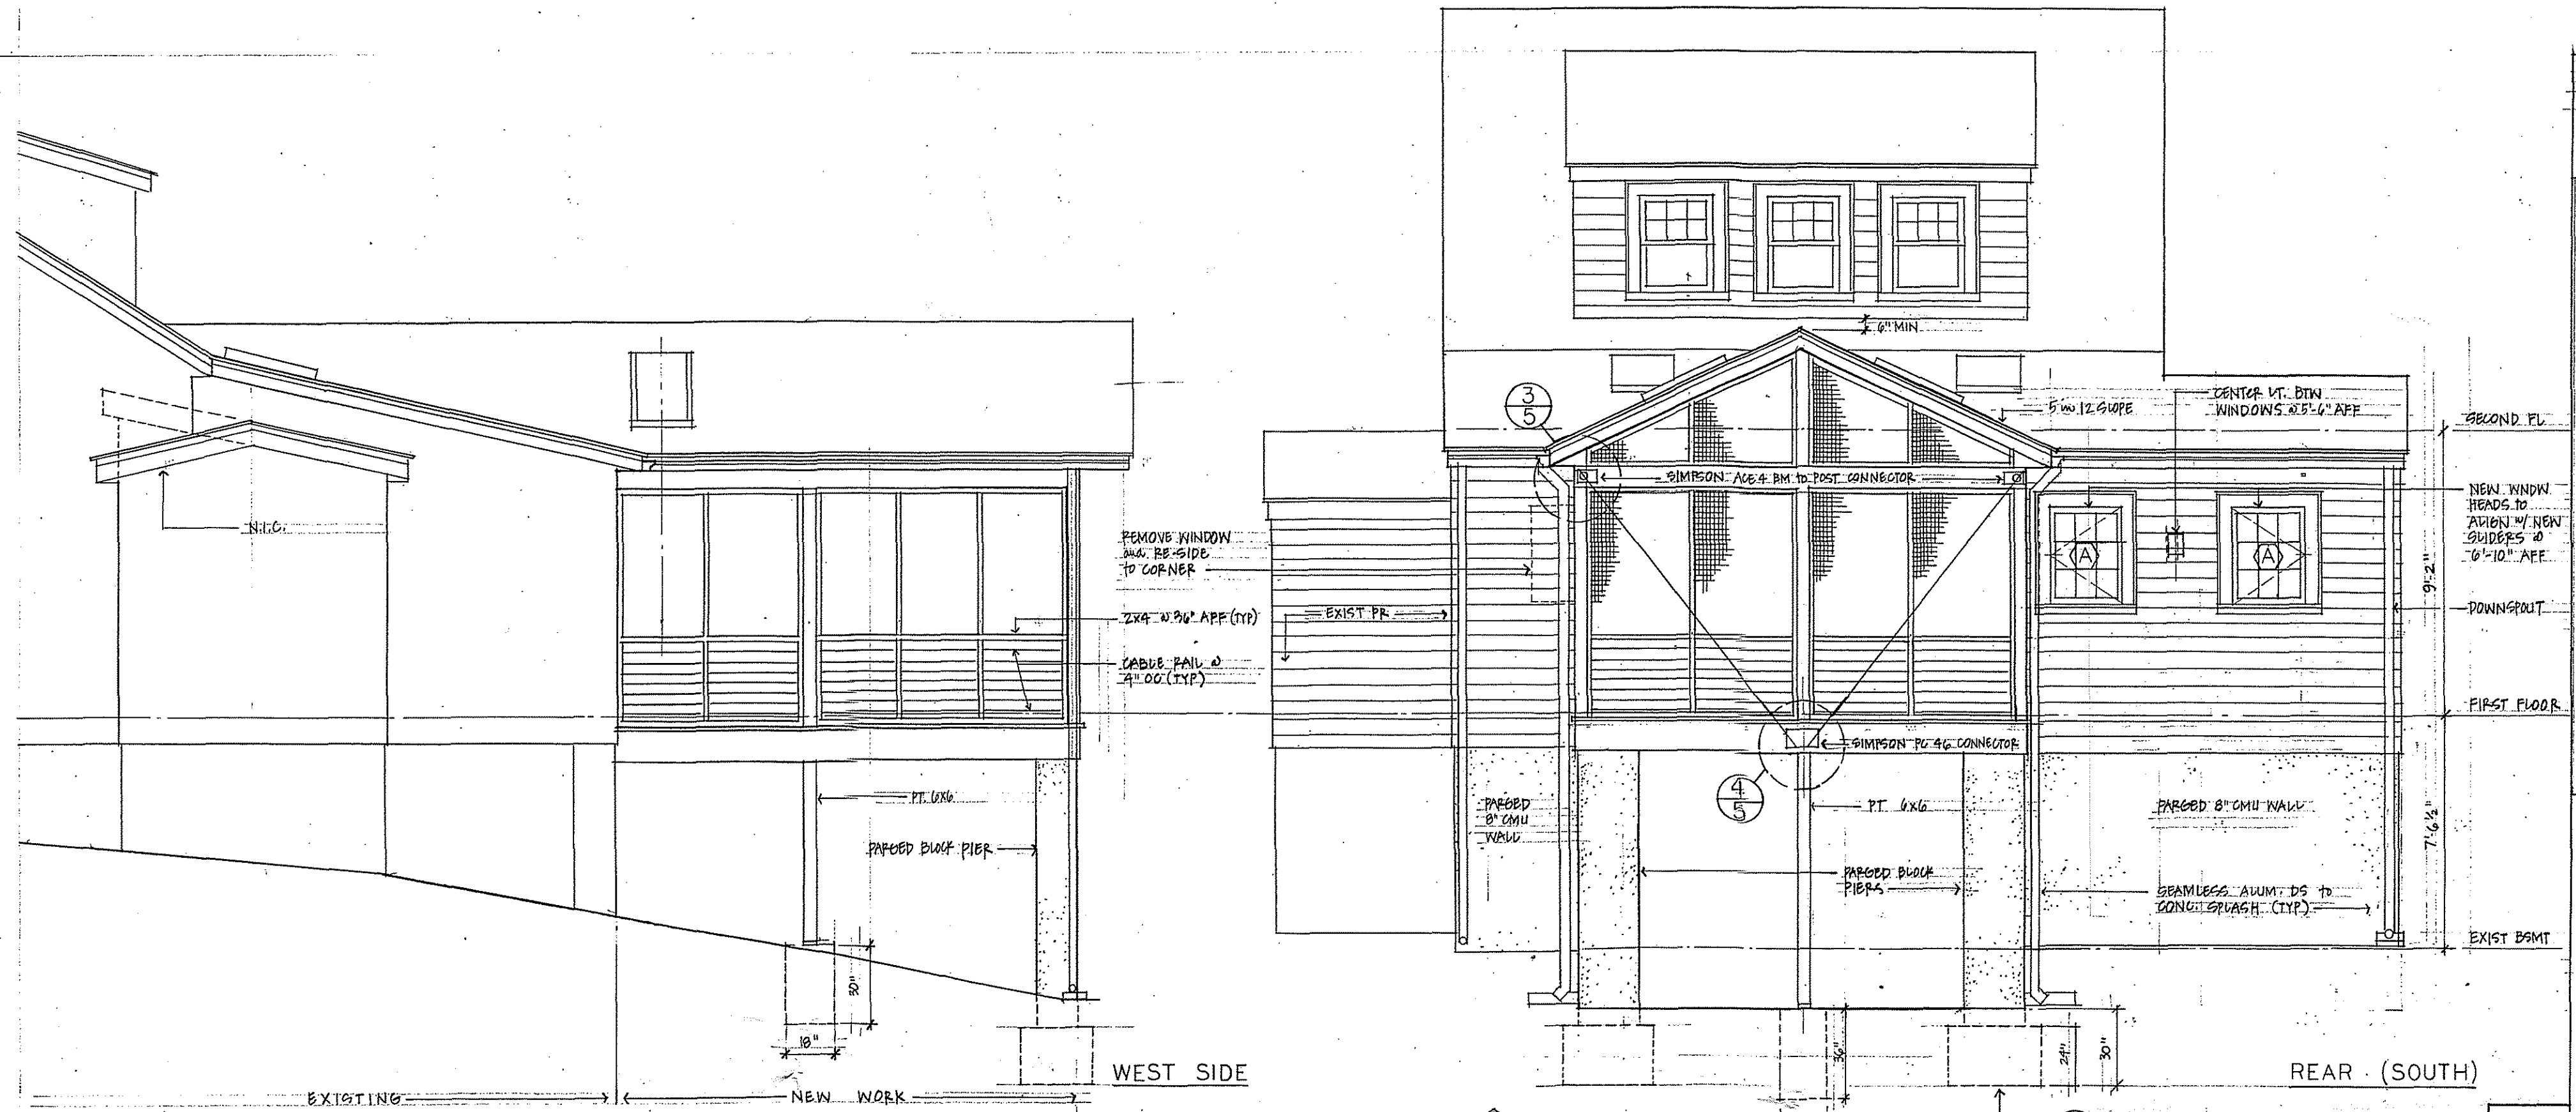 N.I.C.
REMOVE WINDOW
and RE-SIDE
to CORNER
2x4 @ 36" AFF (TYP)
CABLE RAIL @
4" OC (TYP)
PT 6x6
PARGED BLOCK PIER
30"
18"
WEST SIDE
EXISTING
NEW WORK
6" MIN
3
5
5 in 12 SLOPE
CENTER LT. BTW
WINDOWS @ 5'-6" AFF
SECOND FL
SIMPSON ACE4 BM to POST CONNECTOR
NEW WNDW
HEADS to
ALIGN w/ NEW
SLIDERS @
6'-10" AFF
A
A
9'-2"
EXIST PR
DOWNSPOUT
FIRST FLOOR
SIMPSON PC 46 CONNECTOR
4
5
PARGED
8" CMU
WALL
PT 6x6
PARGED 8" CMU WALL
7'-6½"
PARGED BLOCK
PIERS
SEAMLESS ALUM. DS to
CONC. SPLASH (TYP)
EXIST BSMT
36"
24"
30"
REAR (SOUTH)